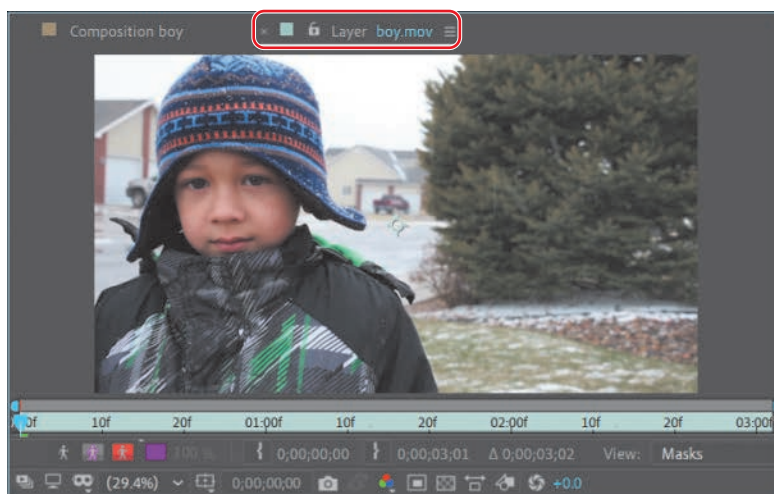 Composition boy
× Layer boy.mov
0f 10f 20f 01:00f 10f 20f 02:00f 10f 20f 03:00
100 % 0;00;00;00 0;00;03;01 Δ 0;00;03;02 View: Masks
(29.4%) 0;00;00;00 +0.0